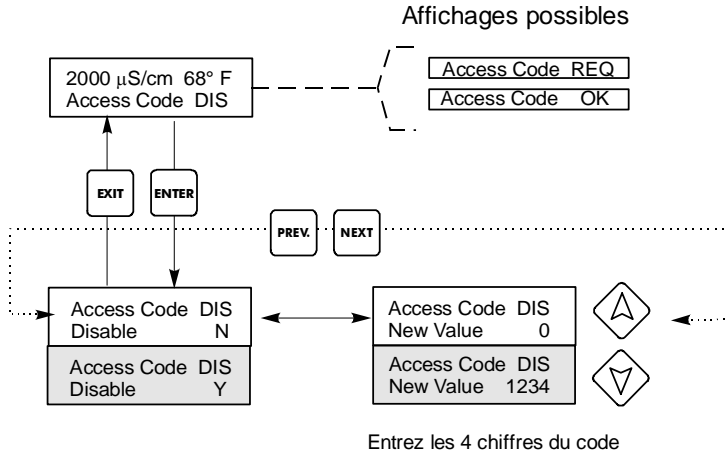 Affichages possibles
2000 µS/cm 68° F
Access Code DIS
Access Code REQ
Access Code OK
EXIT
ENTER
PREV.
NEXT
Access Code DIS
Disable N
Access Code DIS
Disable Y
Access Code DIS
New Value 0
Access Code DIS
New Value 1234
Entrez les 4 chiffres du code